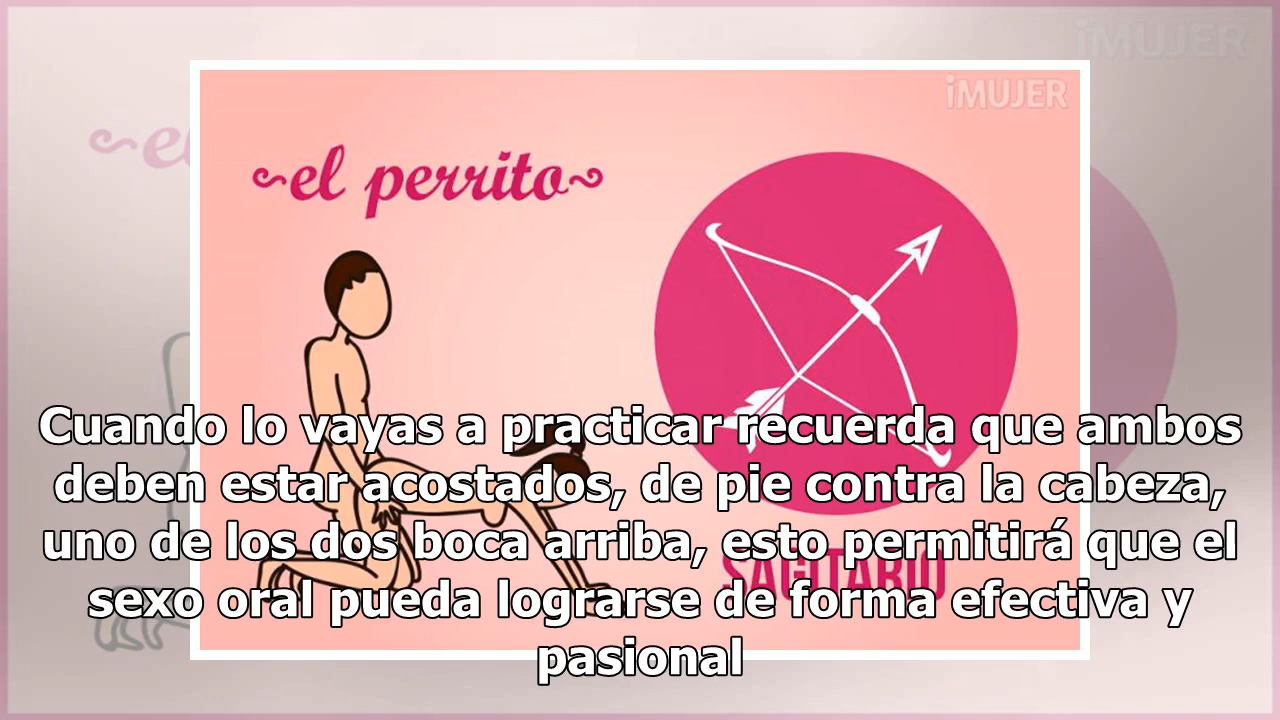 iMUJER
iMUJER
~el perrito~
Cuando lo vayas a practicar recuerda que ambos
deben estar acostados, de pie contra la cabeza,
uno de los dos boca arriba, esto permitirá que el
SAGITARIO
sexo oral pueda lograrse de forma efectiva y
pasional